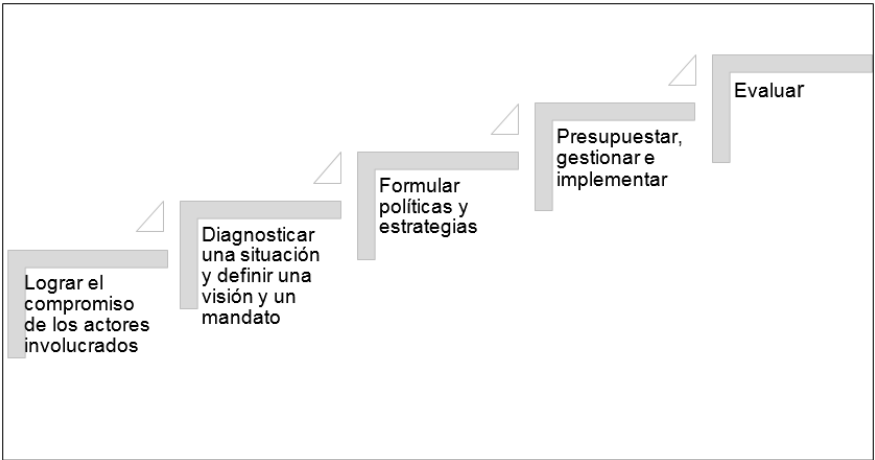 Lograr el
compromiso
de los actores
involucrados
Diagnosticar
una situación
y definir una
visión y un
mandato
Formular
políticas y
estrategias
Presupuestar,
gestionar e
implementar
Evaluar